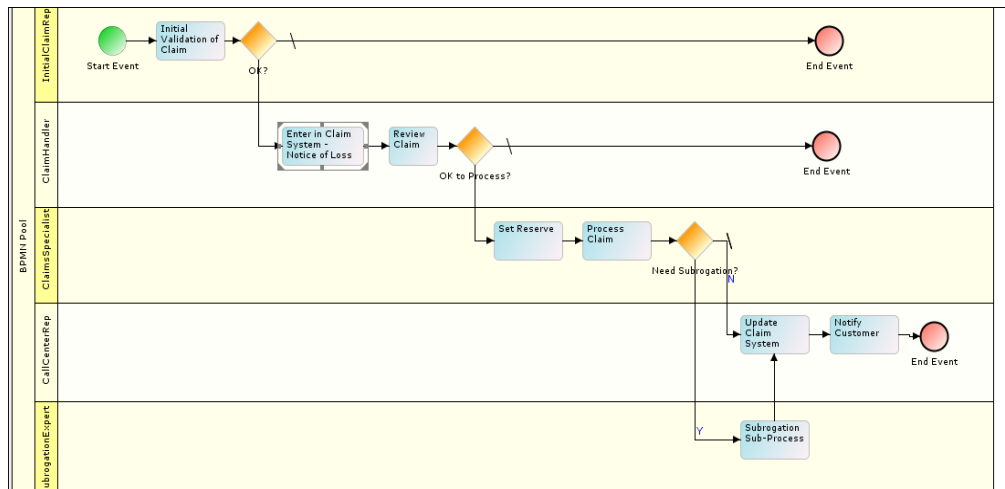 BPMN Pool
InitialClaimRep
Start Event
Initial
Validation of
Claim
OK?
End Event
ClaimHandler
Enter in Claim
System -
Notice of Loss
Review
Claim
OK to Process?
End Event
ClaimsSpecialist
Set Reserve
Process
Claim
Need Subrogation?
N
CallCenterRep
Update
Claim
System
Notify
Customer
End Event
ubrogationExpert
Y
Subrogation
Sub-Process